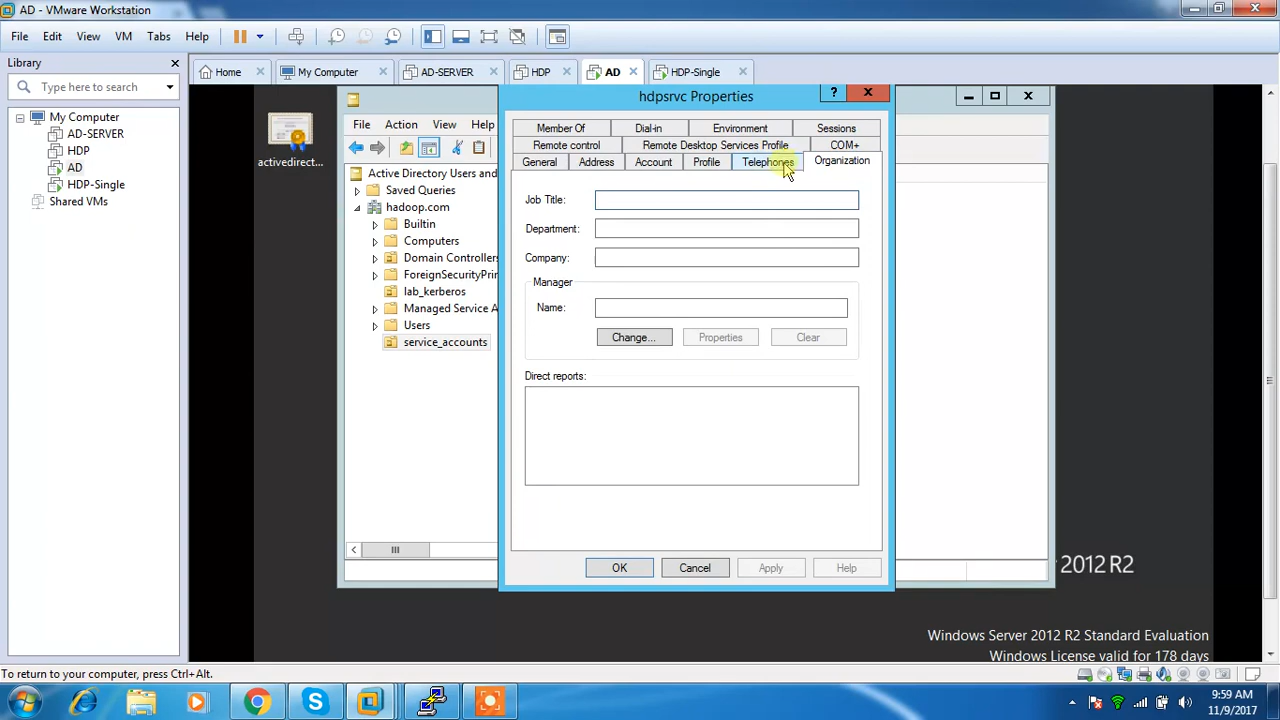 AD - VMware Workstation
File Edit View VM Tabs Help
Library
Type here to search
My Computer
AD-SERVER
HDP
AD
HDP-Single
Shared VMs
Home
My Computer
AD-SERVER
HDP
AD
HDP-Single
activedirect...
File Action View Help
Active Directory Users and
Saved Queries
hadoop.com
Builtin
Computers
Domain Controllers
ForeignSecurityPrin
lab_kerberos
Managed Service A
Users
service_accounts
hdpsrvc Properties
Member Of Dial-in Environment Sessions
Remote control Remote Desktop Services Profile COM+
General Address Account Profile Telephones Organization
Job Title:
Department:
Company:
Manager
Name:
Change... Properties Clear
Direct reports:
OK Cancel Apply Help
2012 R2
Windows Server 2012 R2 Standard Evaluation
Windows License valid for 178 days
To return to your computer, press Ctrl+Alt.
9:59 AM
11/9/2017